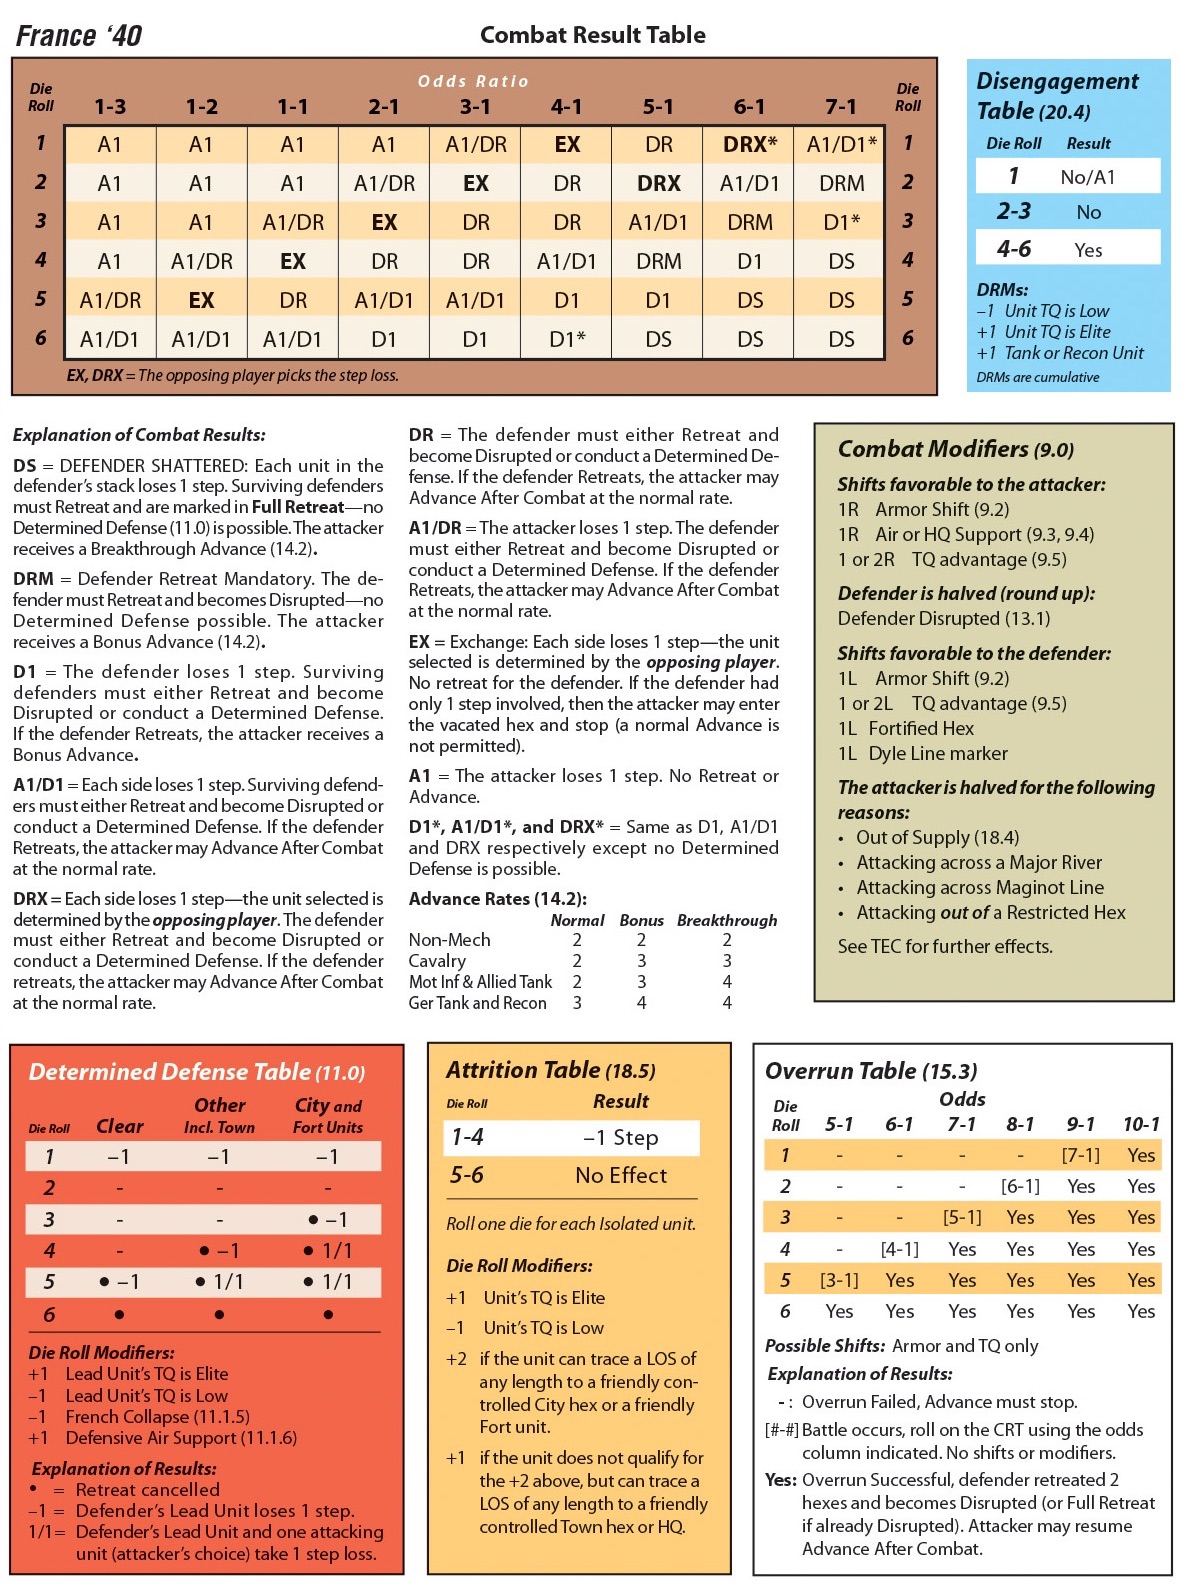 France ‘40
Combat Result Table
Odds Ratio
Die Roll 1-3 1-2 1-1 2-1 3-1 4-1 5-1 6-1 7-1 Die Roll
1 A1 A1 A1 A1 A1/DR EX DR DRX* A1/D1* 1
2 A1 A1 A1 A1/DR EX DR DRX A1/D1 DRM 2
3 A1 A1 A1/DR EX DR DR A1/D1 DRM D1* 3
4 A1 A1/DR EX DR DR A1/D1 DRM D1 DS 4
5 A1/DR EX DR A1/D1 A1/D1 D1 D1 DS DS 5
6 A1/D1 A1/D1 A1/D1 D1 D1 D1* DS DS DS 6
EX, DRX = The opposing player picks the step loss.
Disengagement
Table (20.4)
Die Roll Result
1 No/A1
2-3 No
4-6 Yes
DRMs:
–1 Unit TQ is Low
+1 Unit TQ is Elite
+1 Tank or Recon Unit
DRMs are cumulative
Explanation of Combat Results:
DS = DEFENDER SHATTERED: Each unit in the
defender’s stack loses 1 step. Surviving defenders
must Retreat and are marked in Full Retreat—no
Determined Defense (11.0) is possible. The attacker
receives a Breakthrough Advance (14.2).
DRM = Defender Retreat Mandatory. The de-
fender must Retreat and becomes Disrupted—no
Determined Defense possible. The attacker
receives a Bonus Advance (14.2).
D1 = The defender loses 1 step. Surviving
defenders must either Retreat and become
Disrupted or conduct a Determined Defense.
If the defender Retreats, the attacker receives a
Bonus Advance.
A1/D1 = Each side loses 1 step. Surviving defend-
ers must either Retreat and become Disrupted or
conduct a Determined Defense. If the defender
Retreats, the attacker may Advance After Combat
at the normal rate.
DRX = Each side loses 1 step—the unit selected is
determined by the opposing player. The defender
must either Retreat and become Disrupted or
conduct a Determined Defense. If the defender
retreats, the attacker may Advance After Combat
at the normal rate.
DR = The defender must either Retreat and
become Disrupted or conduct a Determined De-
fense. If the defender Retreats, the attacker may
Advance After Combat at the normal rate.
A1/DR = The attacker loses 1 step. The defender
must either Retreat and become Disrupted or
conduct a Determined Defense. If the defender
Retreats, the attacker may Advance After Combat
at the normal rate.
EX = Exchange: Each side loses 1 step—the unit
selected is determined by the opposing player.
No retreat for the defender. If the defender had
only 1 step involved, then the attacker may enter
the vacated hex and stop (a normal Advance is
not permitted).
A1 = The attacker loses 1 step. No Retreat or
Advance.
D1*, A1/D1*, and DRX* = Same as D1, A1/D1
and DRX respectively except no Determined
Defense is possible.
Advance Rates (14.2):
Normal Bonus Breakthrough
Non-Mech 2 2 2
Cavalry 2 3 3
Mot Inf & Allied Tank 2 3 4
Ger Tank and Recon 3 4 4
Combat Modifiers (9.0)
Shifts favorable to the attacker:
1R Armor Shift (9.2)
1R Air or HQ Support (9.3, 9.4)
1 or 2R TQ advantage (9.5)
Defender is halved (round up):
Defender Disrupted (13.1)
Shifts favorable to the defender:
1L Armor Shift (9.2)
1 or 2L TQ advantage (9.5)
1L Fortified Hex
1L Dyle Line marker
The attacker is halved for the following
reasons:
• Out of Supply (18.4)
• Attacking across a Major River
• Attacking across Maginot Line
• Attacking out of a Restricted Hex
See TEC for further effects.
Determined Defense Table (11.0)
Die Roll Clear Other Incl. Town City and Fort Units
1 –1 –1 –1
2 - - -
3 - - • –1
4 - • –1 • 1/1
5 • –1 • 1/1 • 1/1
6 • • •
Die Roll Modifiers:
+1 Lead Unit’s TQ is Elite
–1 Lead Unit’s TQ is Low
–1 French Collapse (11.1.5)
+1 Defensive Air Support (11.1.6)
Explanation of Results:
• = Retreat cancelled
–1 = Defender’s Lead Unit loses 1 step.
1/1= Defender’s Lead Unit and one attacking
unit (attacker’s choice) take 1 step loss.
Attrition Table (18.5)
Die Roll Result
1-4 –1 Step
5-6 No Effect
Roll one die for each Isolated unit.
Die Roll Modifiers:
+1 Unit’s TQ is Elite
–1 Unit’s TQ is Low
+2 if the unit can trace a LOS of
any length to a friendly con-
trolled City hex or a friendly
Fort unit.
+1 if the unit does not qualify for
the +2 above, but can trace a
LOS of any length to a friendly
controlled Town hex or HQ.
Overrun Table (15.3)
Odds
Die Roll 5-1 6-1 7-1 8-1 9-1 10-1
1 - - - - [7-1] Yes
2 - - - [6-1] Yes Yes
3 - - [5-1] Yes Yes Yes
4 - [4-1] Yes Yes Yes Yes
5 [3-1] Yes Yes Yes Yes Yes
6 Yes Yes Yes Yes Yes Yes
Possible Shifts: Armor and TQ only
Explanation of Results:
- : Overrun Failed, Advance must stop.
[#-#] Battle occurs, roll on the CRT using the odds
column indicated. No shifts or modifiers.
Yes: Overrun Successful, defender retreated 2
hexes and becomes Disrupted (or Full Retreat
if already Disrupted). Attacker may resume
Advance After Combat.